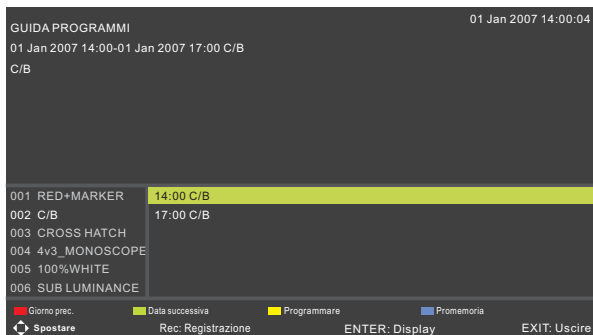 GUIDA PROGRAMMI
01 Jan 2007 14:00:04
01 Jan 2007 14:00-01 Jan 2007 17:00 C/B
C/B
001 RED+MARKER
14:00 C/B
002 C/B
17:00 C/B
003 CROSS HATCH
004 4v3_MONOSCOPE
005 100%WHITE
006 SUB LUMINANCE
Giorno prec. Data successiva Programmare Promemoria
Spostare Rec: Registrazione ENTER: Display EXIT: Uscire